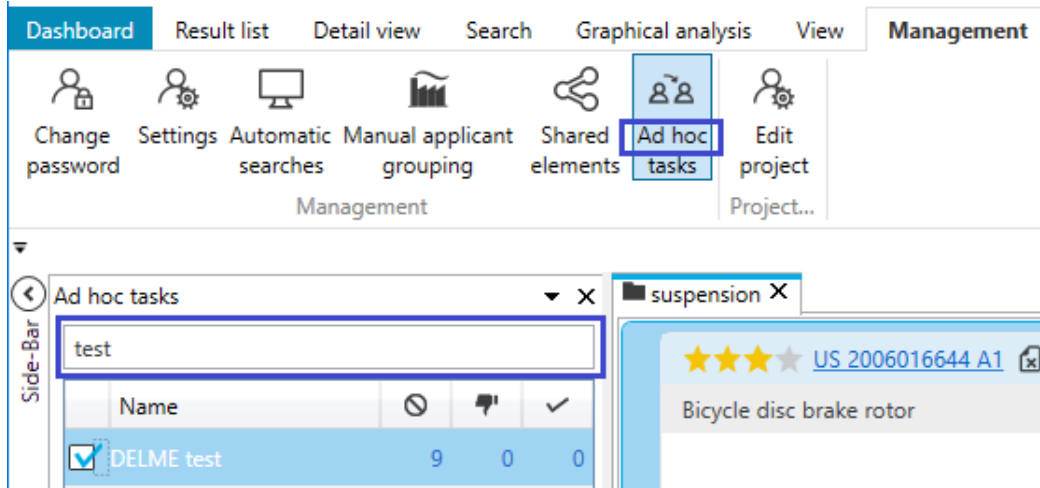 Dashboard Result list Detail view Search Graphical analysis View Management
Change Settings Automatic Manual applicant Shared Ad hoc Edit
password searches grouping elements tasks project
Management Project...
Ad hoc tasks
suspension
Side-Bar
test
US 2006016644 A1
Name
Bicycle disc brake rotor
DELME test 9 0 0